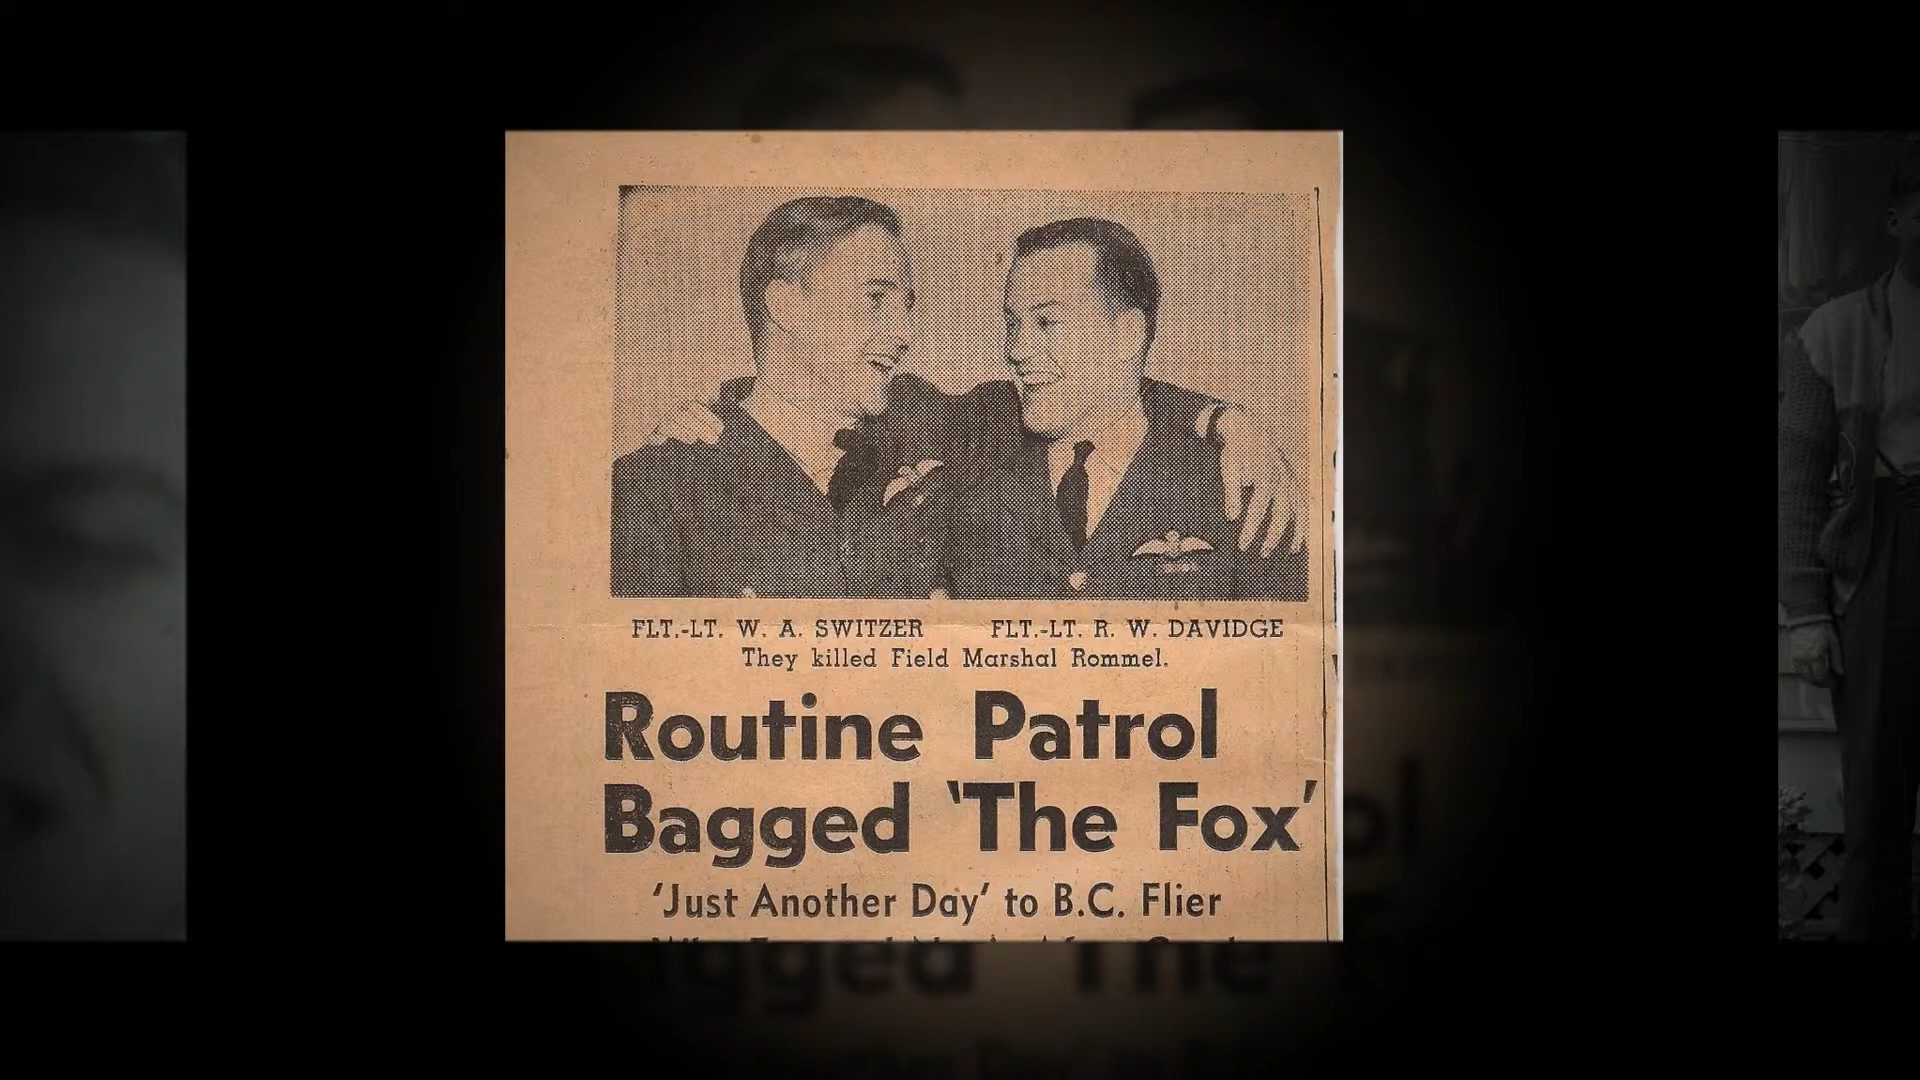 FLT.-LT. W. A. SWITZER FLT.-LT. R. W. DAVIDGE
They killed Field Marshal Rommel.
Routine Patrol
Bagged 'The Fox'
'Just Another Day' to B.C. Flier